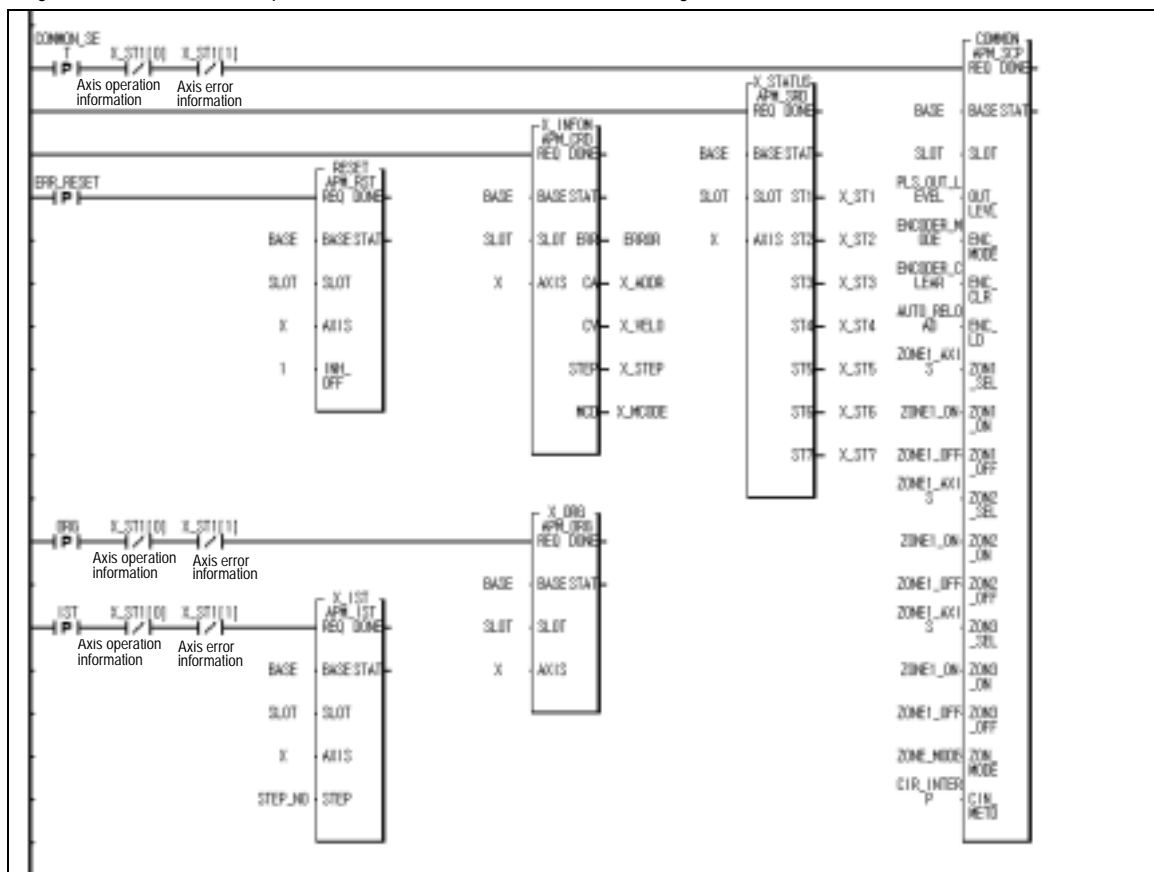 COMMON_SE
T X_ST1[0] X_ST1[1]
P
Axis operation
information
Axis error
information
COMMON
APM_SCP
REQ DONE
BASE BASE STAT
SLOT SLOT
PLS_OUT_L
EVEL OUT_
LEVE
ENCODER_M
ODE ENC_
MODE
ENCODER_C
LEAR ENC_
CLR
AUTO_RELO
AD ENC_
LD
ZONE1_AXI
S ZON1
_SEL
ZONE1_ON ZON1
_ON
ZONE1_OFF ZON1
_OFF
ZONE1_AXI
S ZON2
_SEL
ZONE1_ON ZON2
_ON
ZONE1_OFF ZON2
_OFF
ZONE1_AXI
S ZON3
_SEL
ZONE1_ON ZON3
_ON
ZONE1_OFF ZON3
_OFF
ZONE_MODE ZON_
MODE
CIR_INTER
P CIN_
METO
X_STATUS
APM_SRD
REQ DONE
BASE BASE STAT
SLOT SLOT ST1 X_ST1
X AXIS ST2 X_ST2
ST3 X_ST3
ST4 X_ST4
ST5 X_ST5
ST6 X_ST6
ST7 X_ST7
APM_CRD
REQ DONE
BASE BASE STAT
SLOT SLOT ERR ERROR
X AXIS CA X_ADDR
CV X_VELO
STEP X_STEP
MCD X_MCODE
ERR_RESET
P
RESET
APM_RST
REQ DONE
BASE BASE STAT
SLOT SLOT
X AXIS
1 INH_
OFF
ORG X_ST1[0] X_ST1[1]
P
Axis operation
information
Axis error
information
X_ORG
APM_ORG
REQ DONE
BASE BASE STAT
SLOT SLOT
X AXIS
IST X_ST1[0] X_ST1[1]
P
Axis operation
information
Axis error
information
X_IST
APM_IST
REQ DONE
BASE BASE STAT
SLOT SLOT
X AXIS
STEP_NO STEP